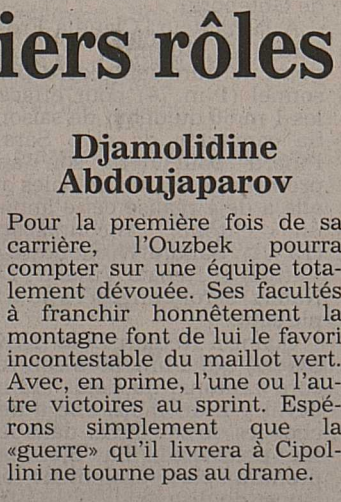 iers rôles
Djamolidine
Abdoujaparov
Pour la première fois de sa
carrière, l'Ouzbek pourra
compter sur une équipe tota-
lement dévouée. Ses facultés
à franchir honnêtement la
montagne font de lui le favori
incontestable du maillot vert.
Avec, en prime, l'une ou l'au-
tre victoires au sprint. Espé-
rons simplement que la
«guerre» qu'il livrera à Cipol-
lini ne tourne pas au drame.